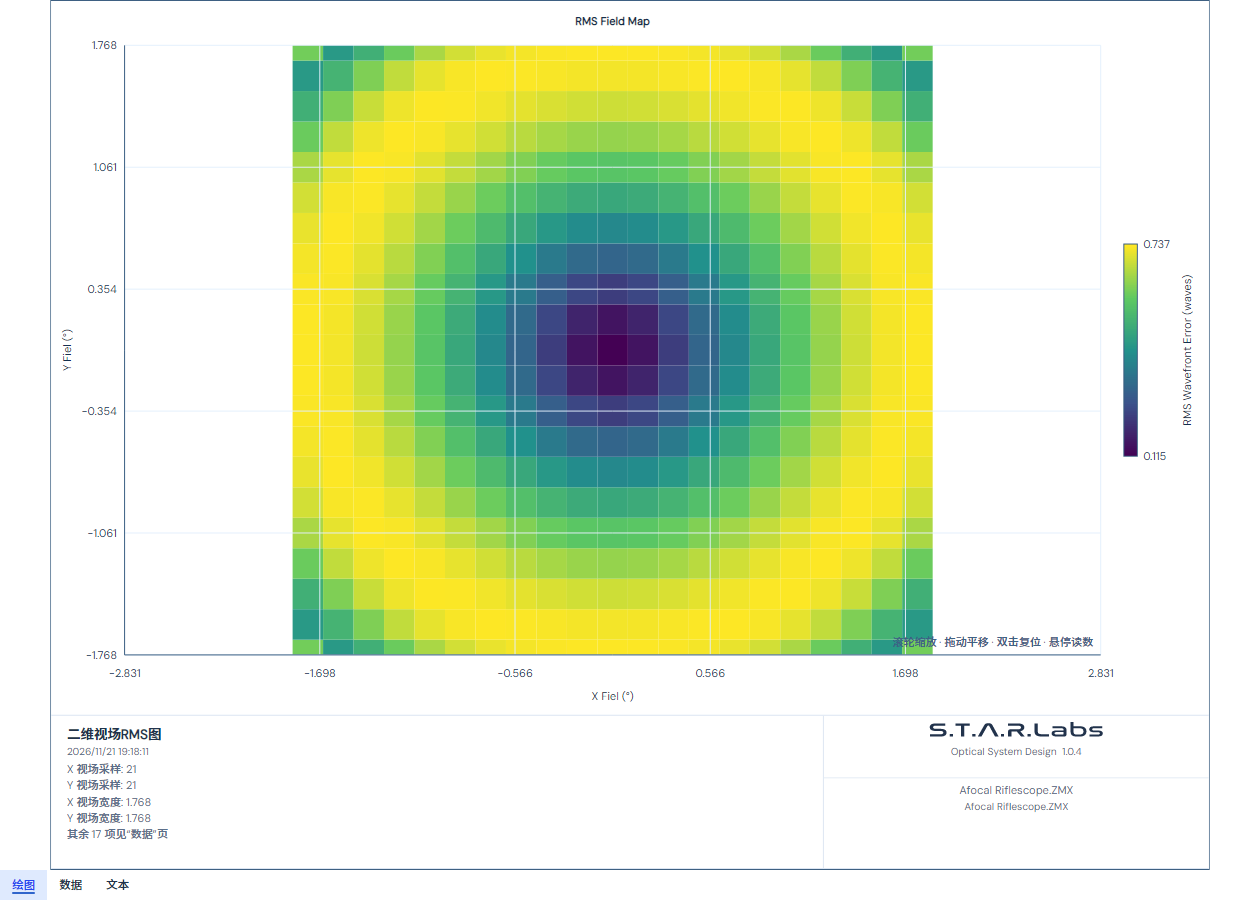 RMS Field Map
1.768
1.061
0.354
-0.354
-1.061
-1.768
Y Fiel (°)
-2.831
-1.698
-0.566
0.566
1.698
2.831
X Fiel (°)
0.737
0.115
RMS Wavefront Error (waves)
滚轮缩放 · 拖动平移 · 双击复位 · 悬停读数
二维视场RMS图
2026/11/21 19:18:11
X 视场采样: 21
Y 视场采样: 21
X 视场宽度: 1.768
Y 视场宽度: 1.768
其余 17 项见"数据"页
S.T.A.R.Labs
Optical System Design 1.0.4
Afocal Riflescope.ZMX
Afocal Riflescope.ZMX
绘图 数据 文本